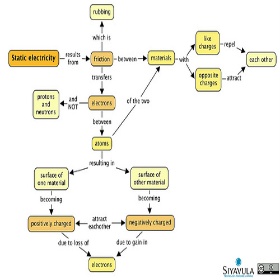 rubbing
which is
Static electricity
results
from
friction
between
materials
with
like
charges
repel
each other
opposite
charges
attract
transfers
protons
and
neutrons
and
NOT
electrons
of the two
between
atoms
resulting in
surface of
one material
surface of
other material
becoming
becoming
positively charged
attract
eachother
negatively charged
due to loss of
due to gain in
electrons
SIYAVULA